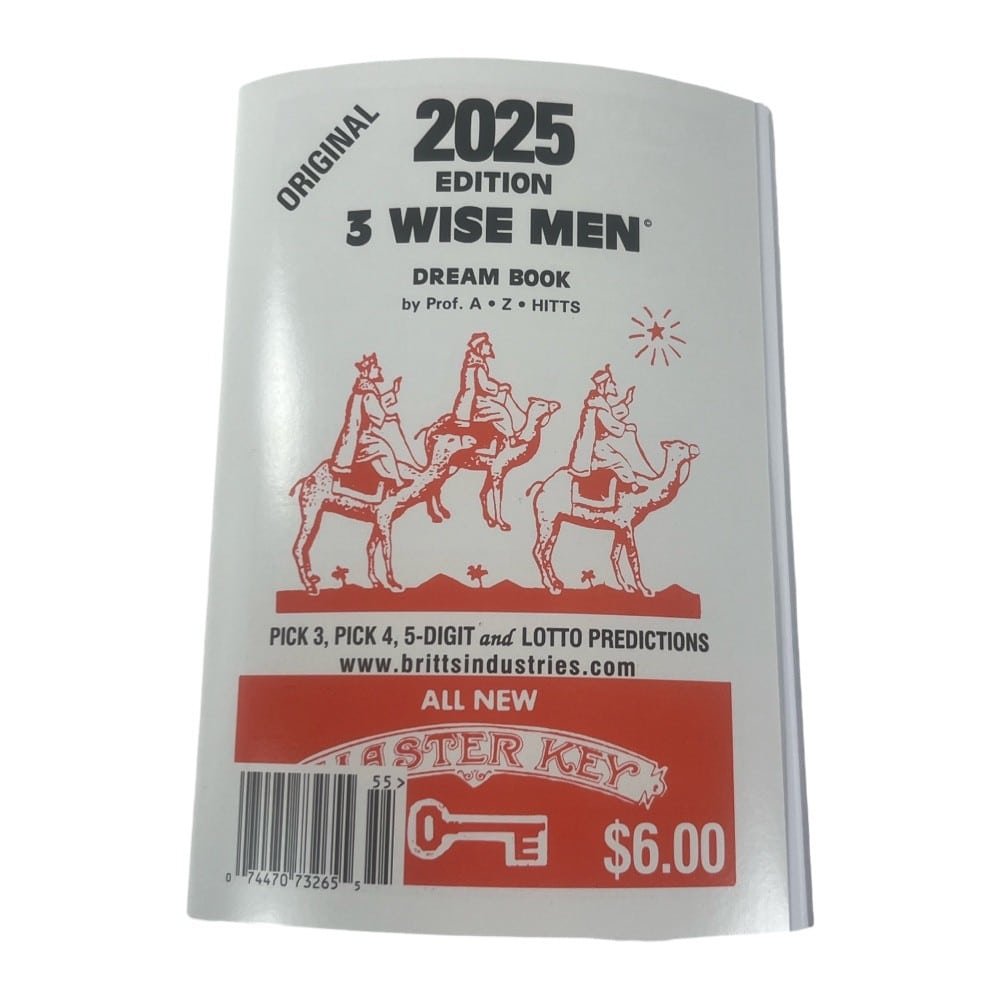 ORIGINAL
2025
EDITION
3 WISE MEN©
DREAM BOOK
by Prof. A • Z • HITTS
PICK 3, PICK 4, 5-DIGIT and LOTTO PREDICTIONS
www.brittsindustries.com
ALL NEW
MASTER KEY
55>
$6.00
0 74470 73265 5